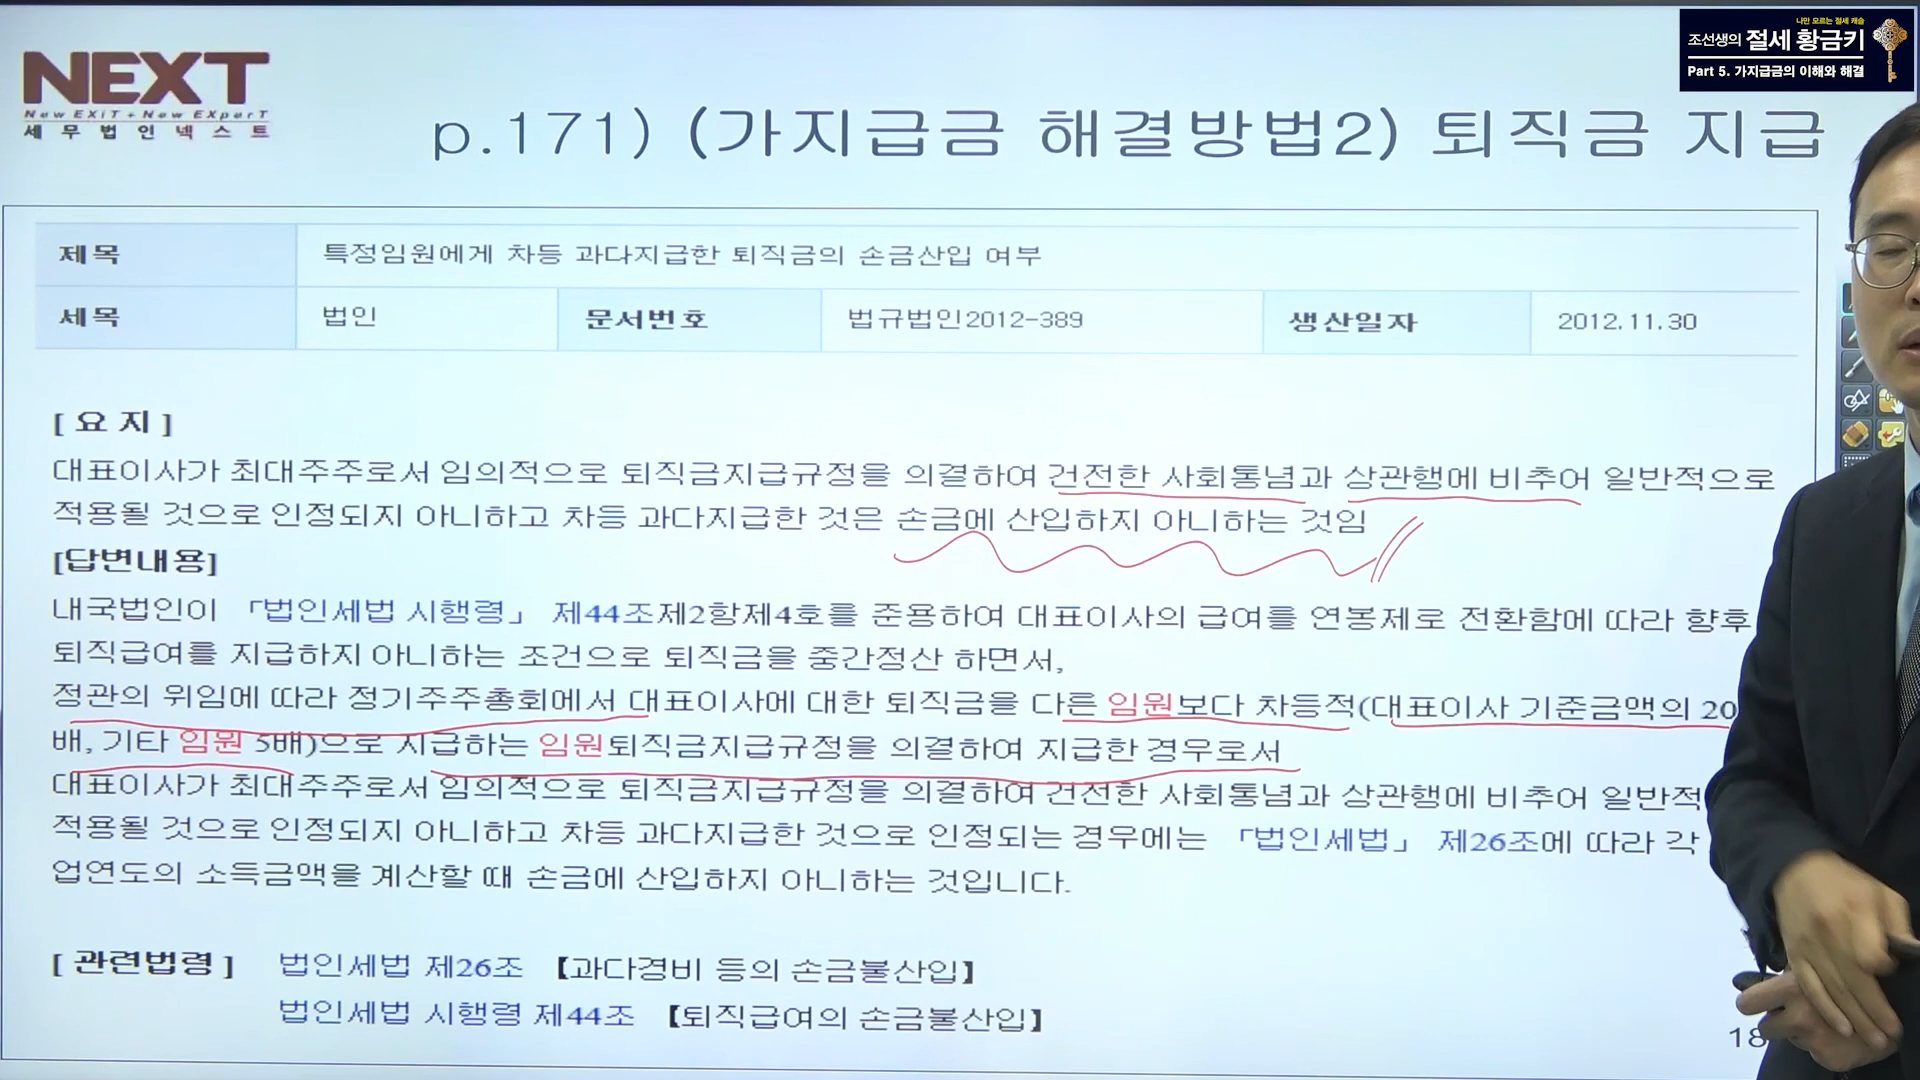 나만 모르는 절세 캐슬
조선생의 절세 황금키
Part 5. 가지급금의 이해와 해결
NEXT
New EXiT + New EXperT
세무법인넥스트
p.171) (가지급금 해결방법2) 퇴직금 지급
제목 특정임원에게 차등 과다지급한 퇴직금의 손금산입 여부
세목 법인 문서번호 법규법인2012-389 생산일자 2012.11.30
[ 요 지 ]
대표이사가 최대주주로서 임의적으로 퇴직금지급규정을 의결하여 건전한 사회통념과 상관행에 비추어 일반적으로
적용될 것으로 인정되지 아니하고 차등 과다지급한 것은 손금에 산입하지 아니하는 것임
[답변내용]
내국법인이 「법인세법 시행령」 제44조제2항제4호를 준용하여 대표이사의 급여를 연봉제로 전환함에 따라 향후
퇴직급여를 지급하지 아니하는 조건으로 퇴직금을 중간정산 하면서,
정관의 위임에 따라 정기주주총회에서 대표이사에 대한 퇴직금을 다른 임원보다 차등적(대표이사 기준금액의 20
배, 기타 임원 5배)으로 지급하는 임원퇴직금지급규정을 의결하여 지급한 경우로서
대표이사가 최대주주로서 임의적으로 퇴직금지급규정을 의결하여 건전한 사회통념과 상관행에 비추어 일반적
적용될 것으로 인정되지 아니하고 차등 과다지급한 것으로 인정되는 경우에는 「법인세법」 제26조에 따라 각
업연도의 소득금액을 계산할 때 손금에 산입하지 아니하는 것입니다.
[ 관련법령 ] 법인세법 제26조 【과다경비 등의 손금불산입】
법인세법 시행령 제44조 【퇴직급여의 손금불산입】
18